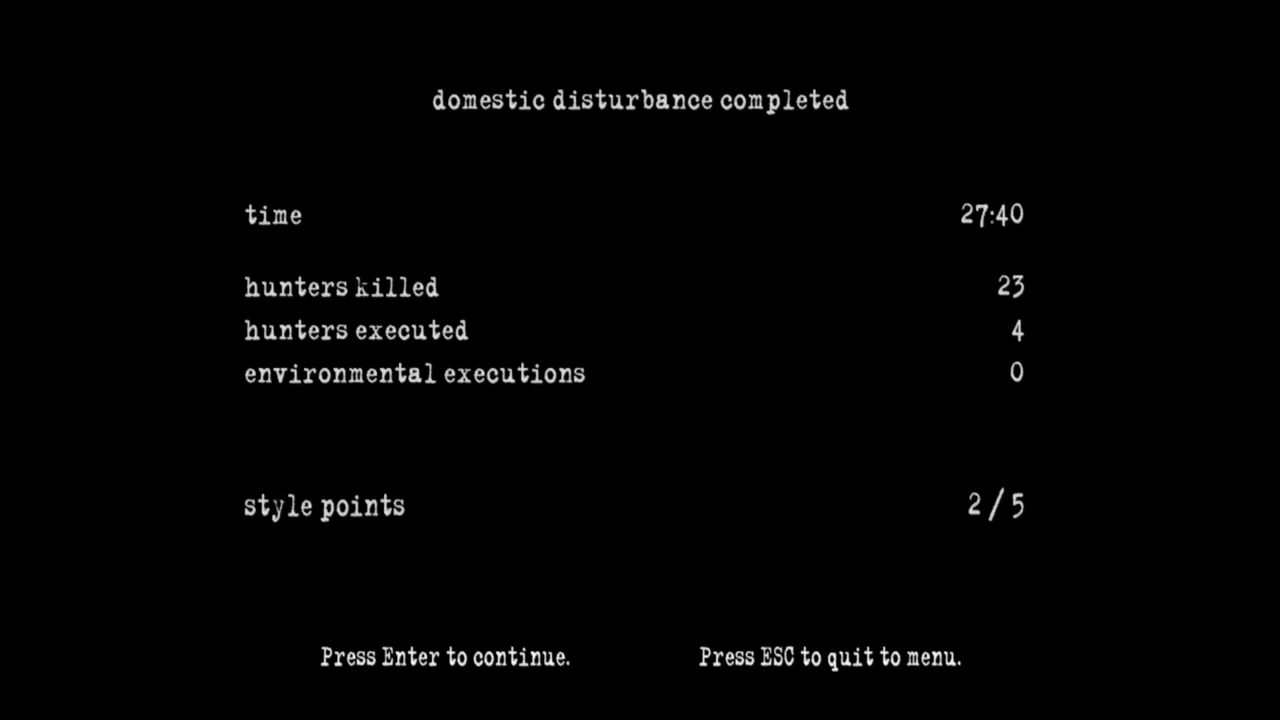 domestic disturbance completed
time 27:40
hunters killed 23
hunters executed 4
environmental executions 0
style points 2 / 5
Press Enter to continue. Press ESC to quit to menu.